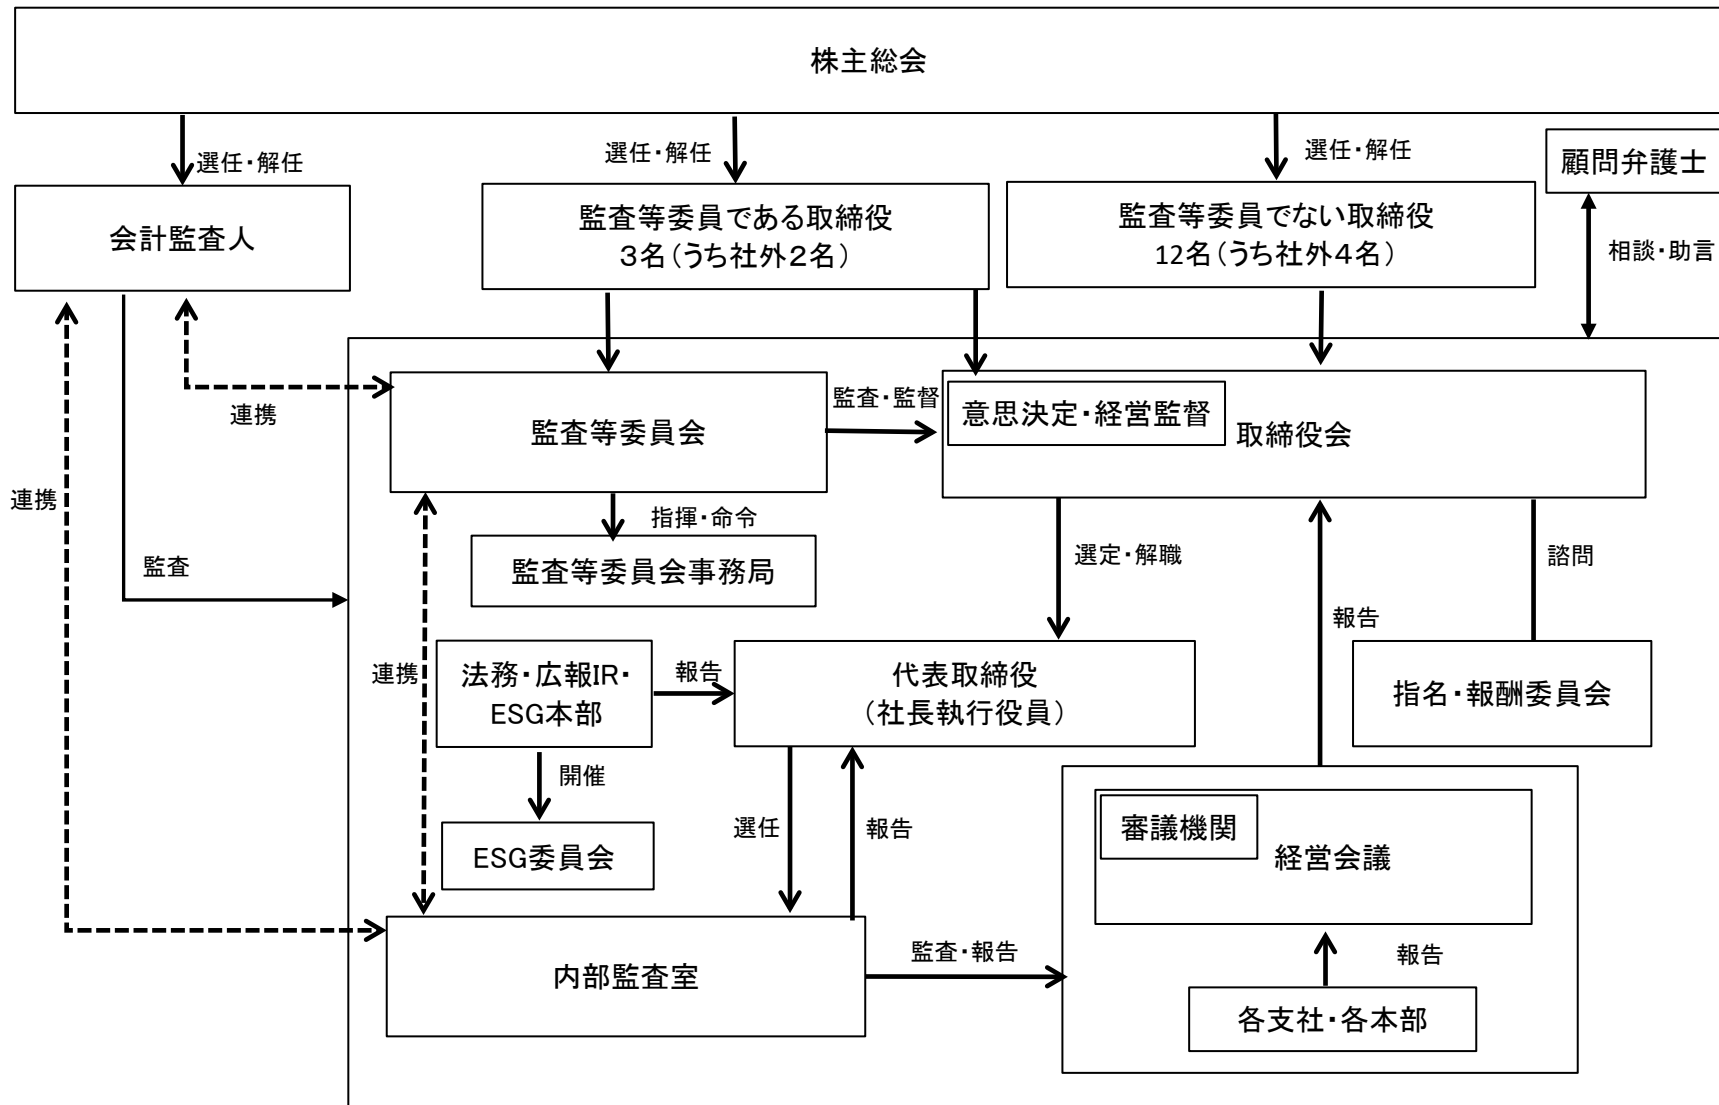 株主総会
選任・解任
選任・解任
選任・解任
顧問弁護士
会計監査人
監査等委員である取締役
３名（うち社外２名）
監査等委員でない取締役
12名（うち社外４名）
相談・助言
連携
監査等委員会
監査・監督
意思決定・経営監督
取締役会
連携
指揮・命令
監査等委員会事務局
監査
選定・解職
諮問
報告
連携
法務・広報IR・
ESG本部
報告
代表取締役
（社長執行役員）
指名・報酬委員会
開催
選任
報告
ESG委員会
審議機関
経営会議
内部監査室
監査・報告
報告
各支社・各本部